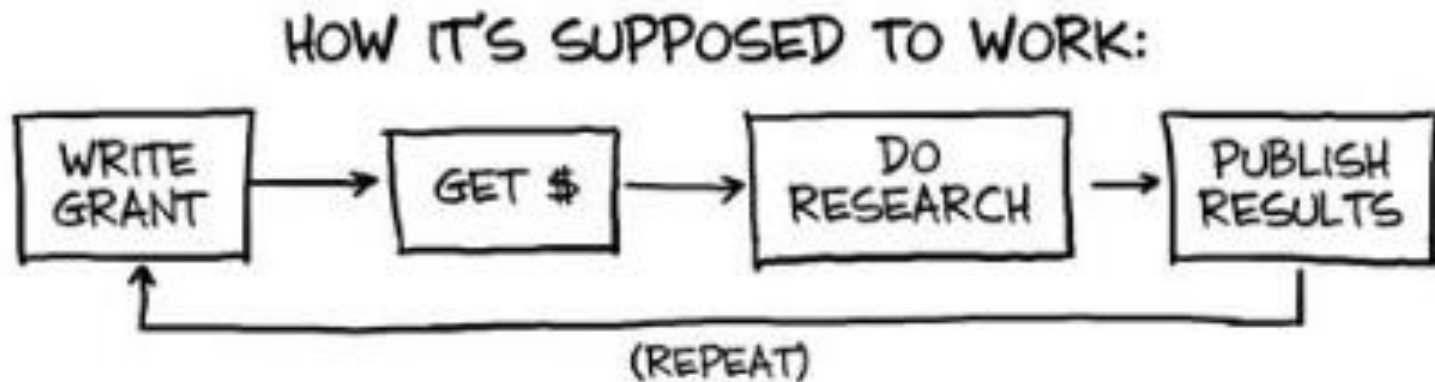 HOW IT'S SUPPOSED TO WORK:
WRITE
GRANT
GET $
DO
RESEARCH
PUBLISH
RESULTS
(REPEAT)